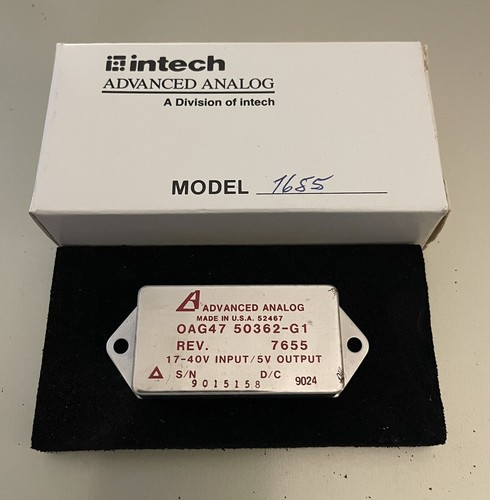 intech
ADVANCED ANALOG
A Division of intech
MODEL 7655
ADVANCED ANALOG
MADE IN U.S.A. 52467
OAG47 50362-G1
REV. 7655
17-40V INPUT/5V OUTPUT
S/N D/C
9015158 9024